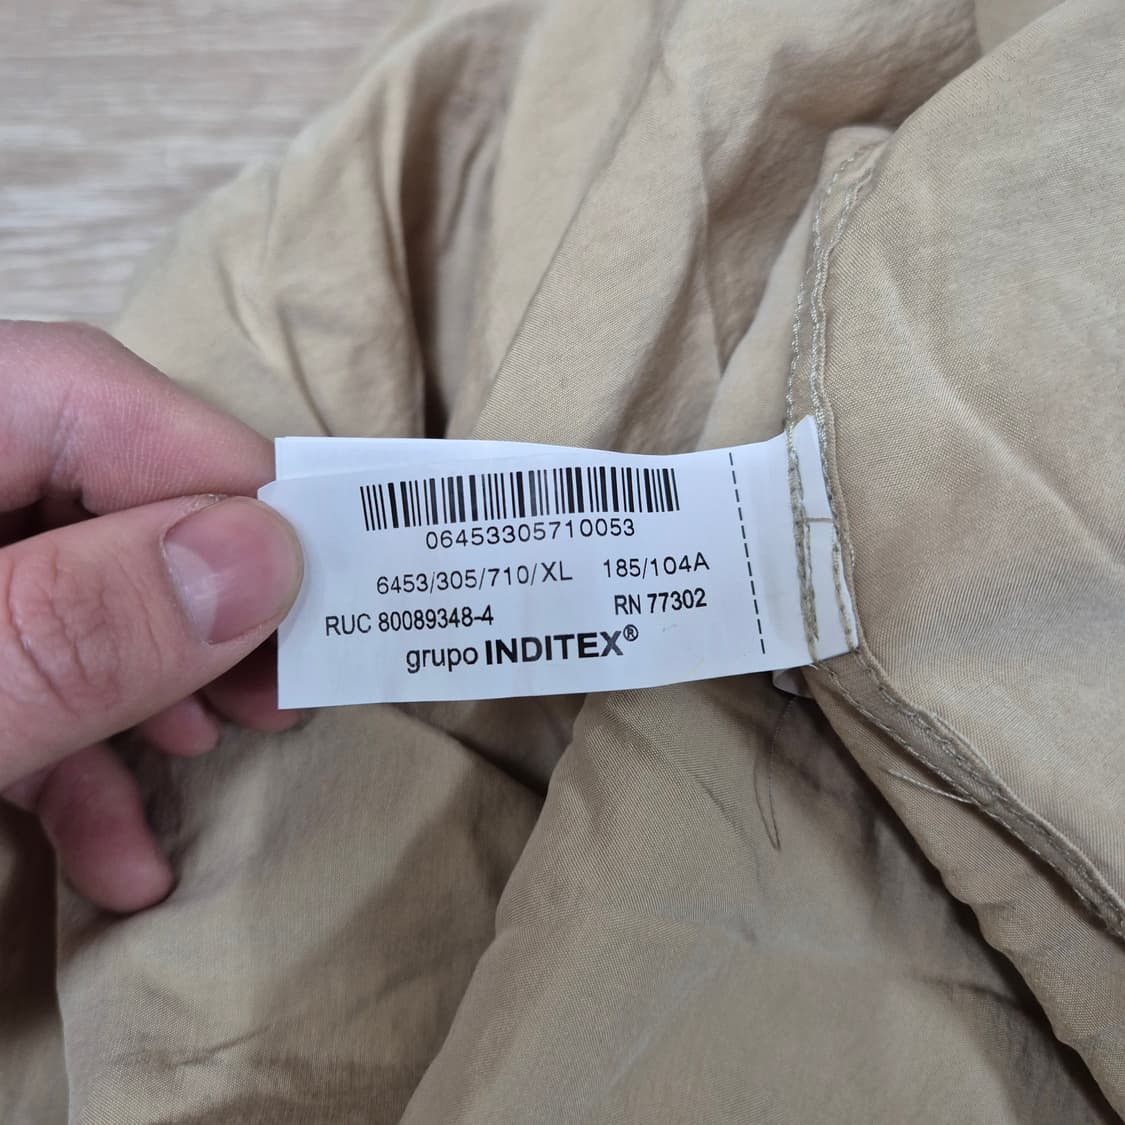 06453305710053
6453/305/710/XL 185/104A
RUC 80089348-4 RN 77302
grupo INDITEX®